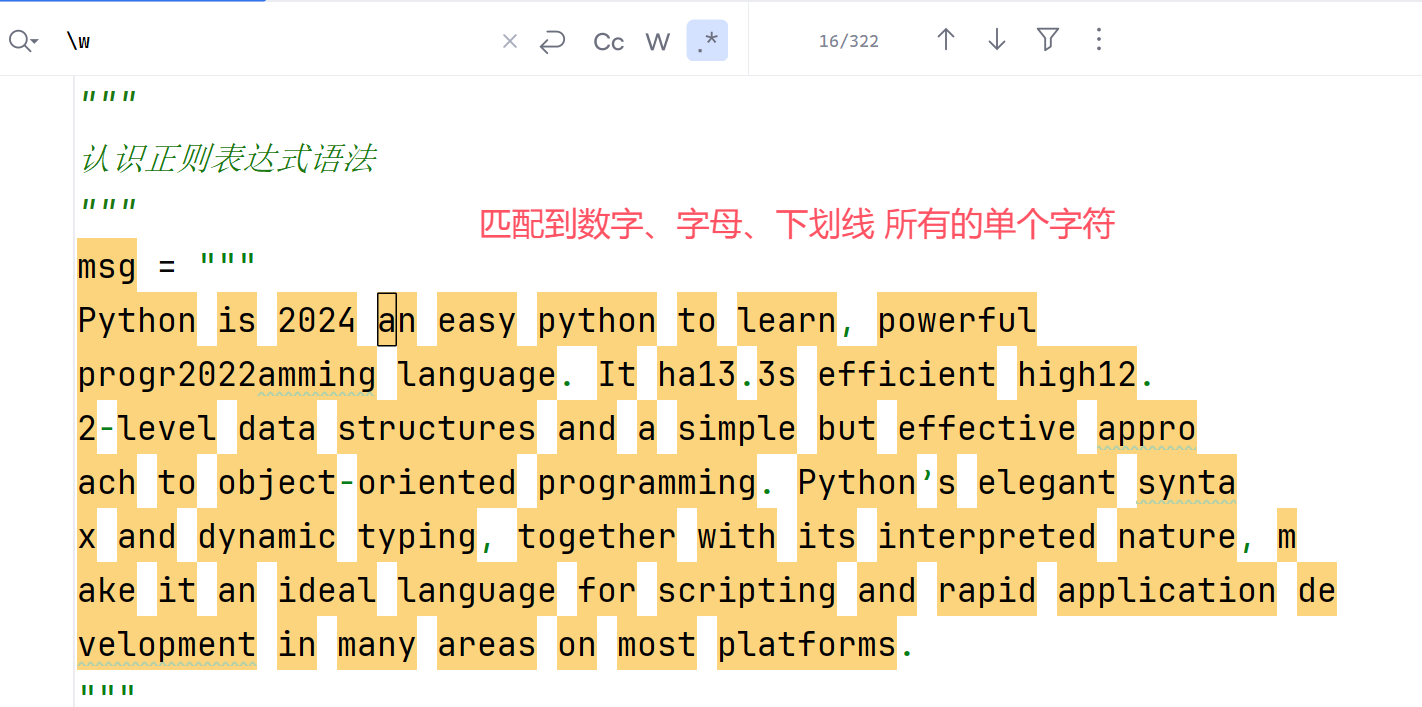 \w
Cc W .* 16/322
"""
认识正则表达式语法
"""
匹配到数字、字母、下划线 所有的单个字符
msg = """
Python is 2024 an easy python to learn, powerful
progr2022amming language. It ha13.3s efficient high12.
2-level data structures and a simple but effective appro
ach to object-oriented programming. Python’s elegant synta
x and dynamic typing, together with its interpreted nature, m
ake it an ideal language for scripting and rapid application de
velopment in many areas on most platforms.
"""